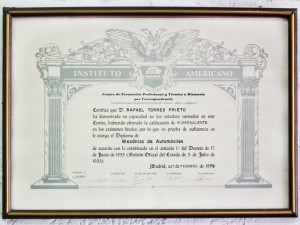 INSTITUTO AMERICANO
Centro de Formación Profesional y Técnica a Distancia
por Correspondencia
Certifica que D. RAFAEL TORRES PRIETO
ha demostrado su capacidad en los estudios cursados en este
Centro, habiendo obtenido la calificación de SOBRESALIENTE
en los exámenes finales, por lo que en prueba de suficiencia se
le otorga el Diploma de
Mecánico de Automóviles
de acuerdo con lo establecido en el artículo 1º del Decreto de 17
de Junio de 1955 (Boletín Oficial del Estado de 5 de Julio de
1955)
Madrid, de FEBRERO de 1979